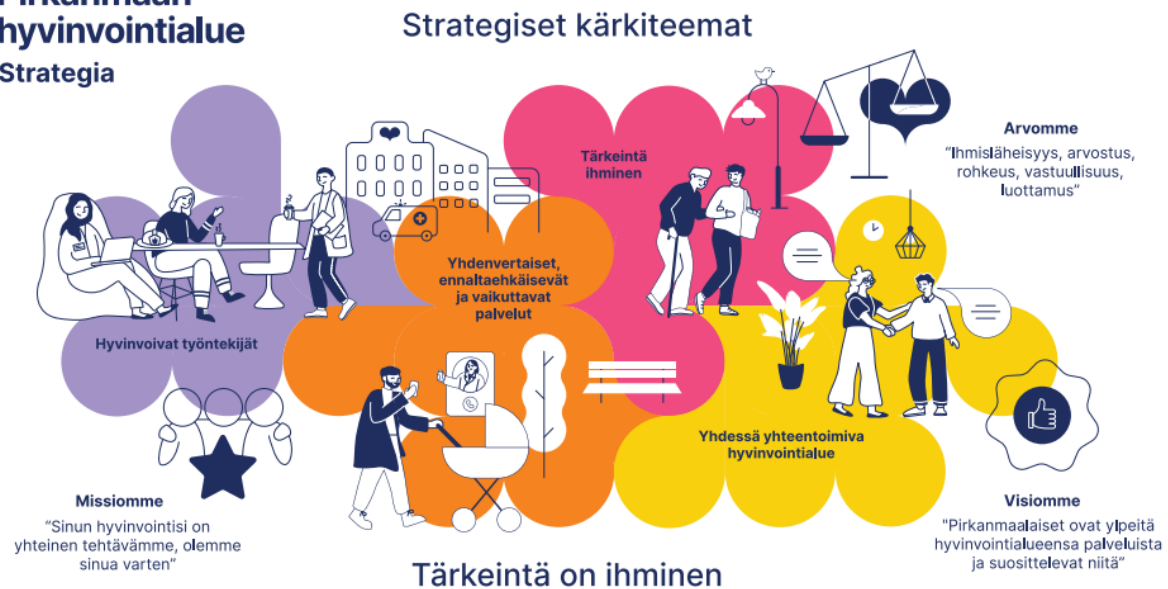 Pirkanmaan
hyvinvointialue
Strategia
Strategiset kärkiteemat
Arvomme
“Ihmisläheisyys, arvostus,
rohkeus, vastuullisuus,
luottamus”
Tärkeintä
ihminen
Yhdenvertaiset,
ennaltaehkäisevät
ja vaikuttavat
palvelut
Hyvinvoivat työntekijät
Yhdessä yhteentoimiva
hyvinvointialue
Missiomme
“Sinun hyvinvointisi on
yhteinen tehtävämme, olemme
sinua varten”
Visiomme
"Pirkanmaalaiset ovat ylpeitä
hyvinvointialueensa palveluista
ja suosittelevat niitä”
Tärkeintä on ihminen